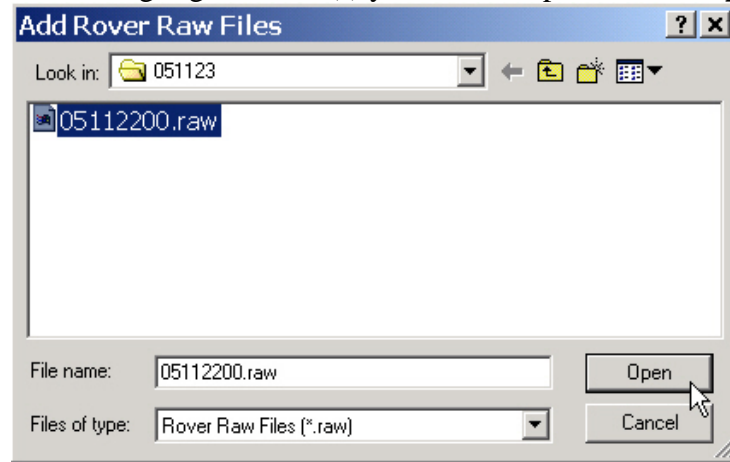 Add Rover Raw Files
Look in: 051123
05112200.raw
File name: 05112200.raw Open
Files of type: Rover Raw Files (*.raw) Cancel